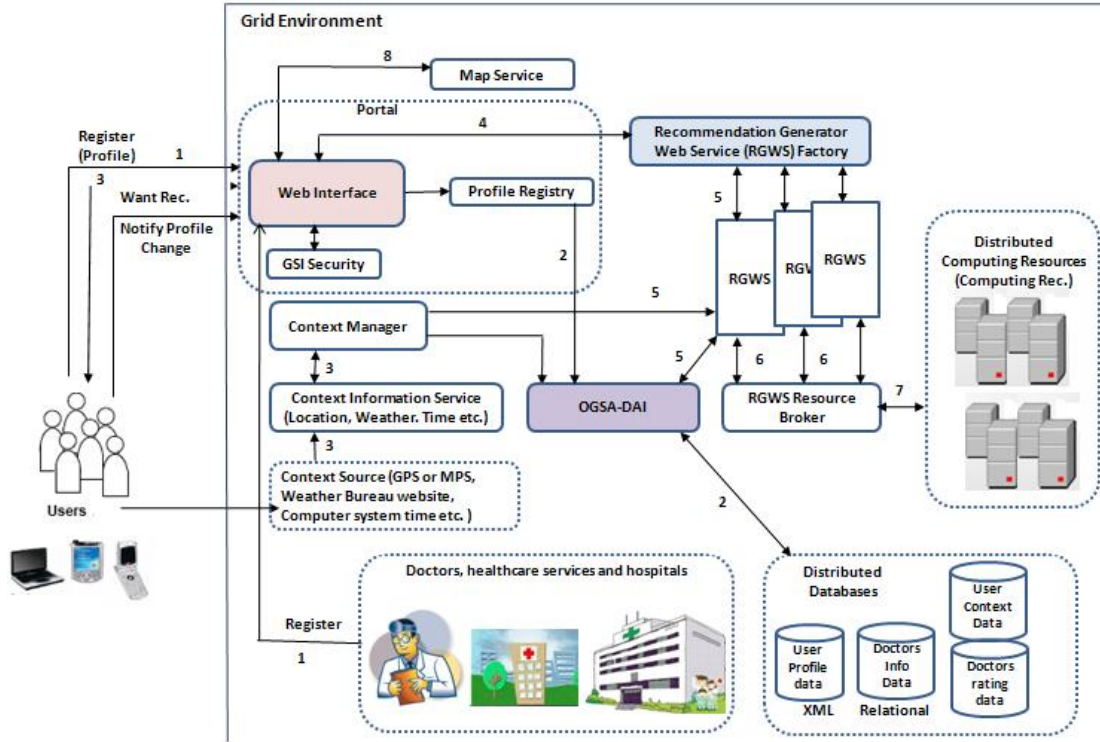 Grid Environment
8
Map Service
Portal
4
Register
(Profile)
1
3
Recommendation Generator
Web Service (RGWS) Factory
Want Rec.
Web Interface
Profile Registry
5
Notify Profile
Change
GSI Security
2
RGWS
RGW
RGWS
Distributed
Computing Resources
(Computing Rec.)
5
Context Manager
3
5
6
6
Context Information Service
(Location, Weather. Time etc.)
OGSA-DAI
RGWS Resource
Broker
7
3
Context Source (GPS or MPS,
Weather Bureau website,
Computer system time etc. )
Users
2
Doctors, healthcare services and hospitals
Distributed
Databases
User
Context
Data
Register
1
User
Profile
data
Doctors
Info
Data
Doctors
rating
data
XML
Relational